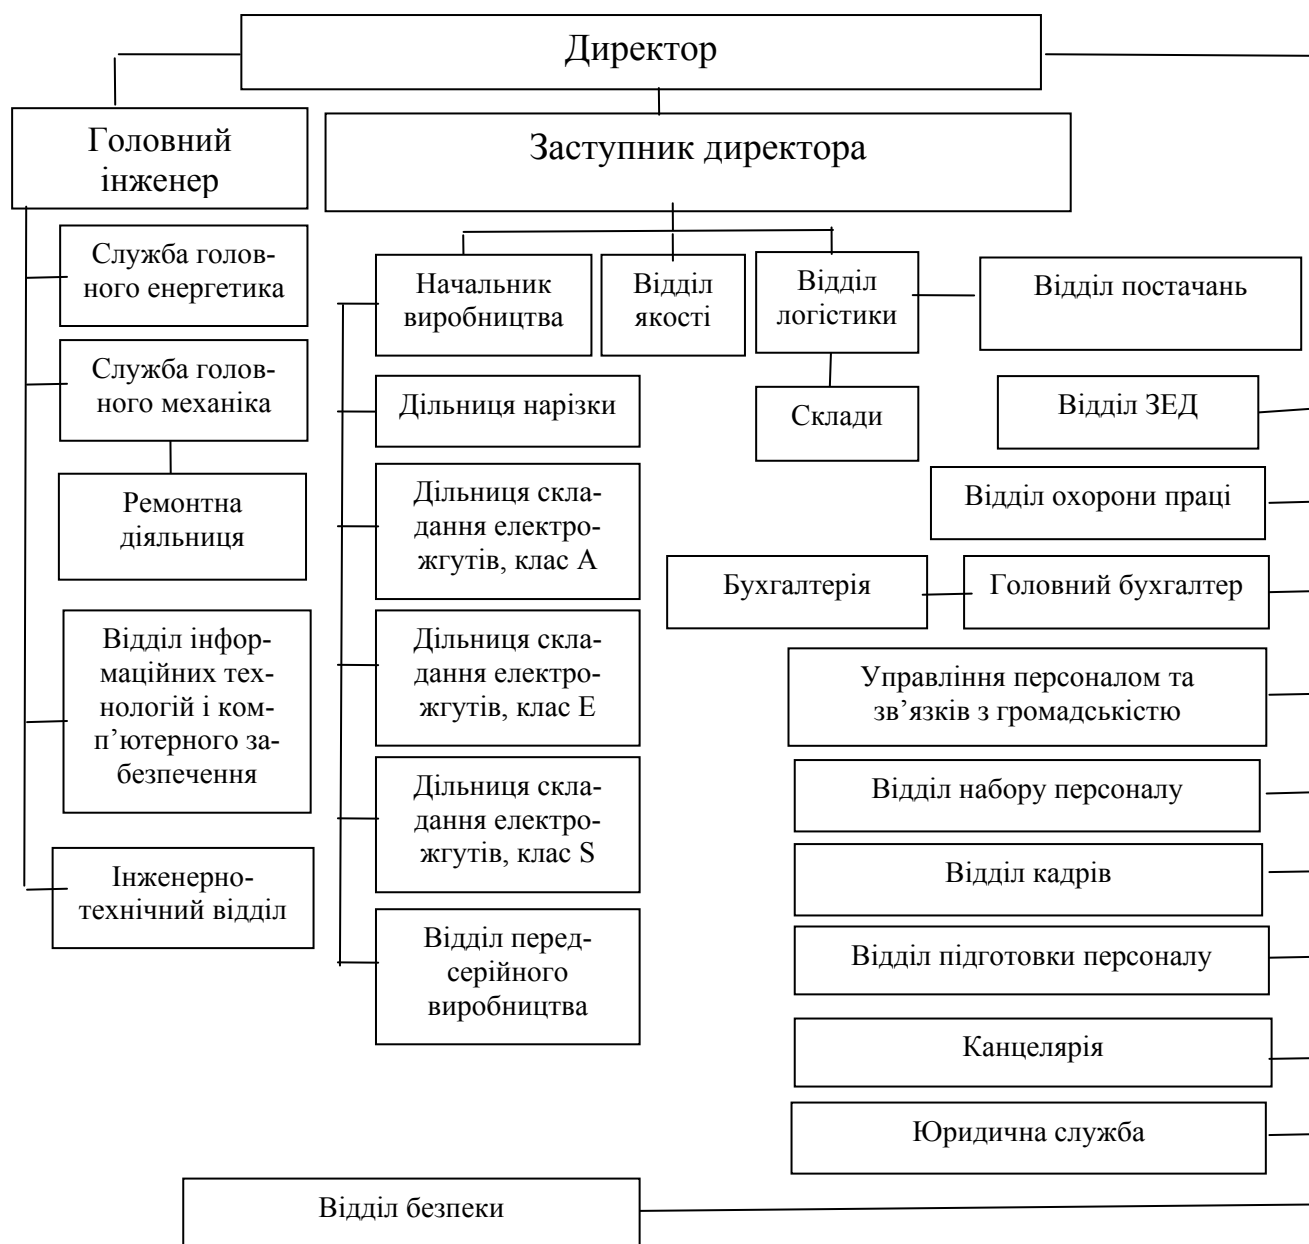 Директор
Головний
інженер
Заступник директора
Служба голов-
ного енергетика
Служба голов-
ного механіка
Ремонтна
діяльниця
Відділ інфор-
маційних тех-
нологій і ком-
п’ютерного за-
безпечення
Інженерно-
технічний відділ
Начальник
виробництва
Дільниця нарізки
Дільниця скла-
дання електро-
жгутів, клас А
Дільниця скла-
дання електро-
жгутів, клас Е
Дільниця скла-
дання електро-
жгутів, клас S
Відділ перед-
серійного
виробництва
Відділ
якості
Відділ
логістики
Склади
Відділ постачань
Відділ ЗЕД
Відділ охорони праці
Бухгалтерія
Головний бухгалтер
Управління персоналом та
зв’язків з громадськістю
Відділ набору персоналу
Відділ кадрів
Відділ підготовки персоналу
Канцелярія
Юридична служба
Відділ безпеки